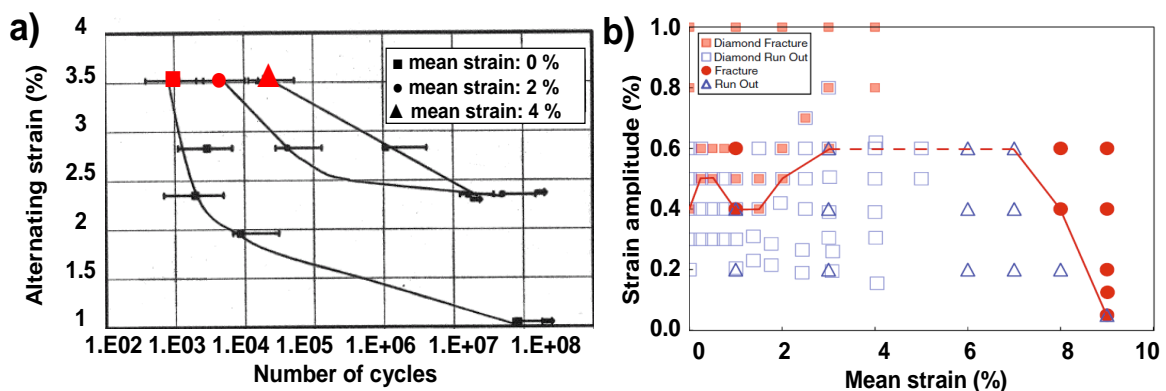 a)
Alternating strain (%)
4
3.5
3
2.5
2
1.5
1
mean strain: 0 %
mean strain: 2 %
mean strain: 4 %
1.E02 1.E03 1.E04 1.E05 1.E+06 1.E+07 1.E+08
Number of cycles
b)
Strain amplitude (%)
1.0
0.8
0.6
0.4
0.2
0.0
Diamond Fracture
Diamond Run Out
Fracture
Run Out
0 2 4 6 8 10
Mean strain (%)